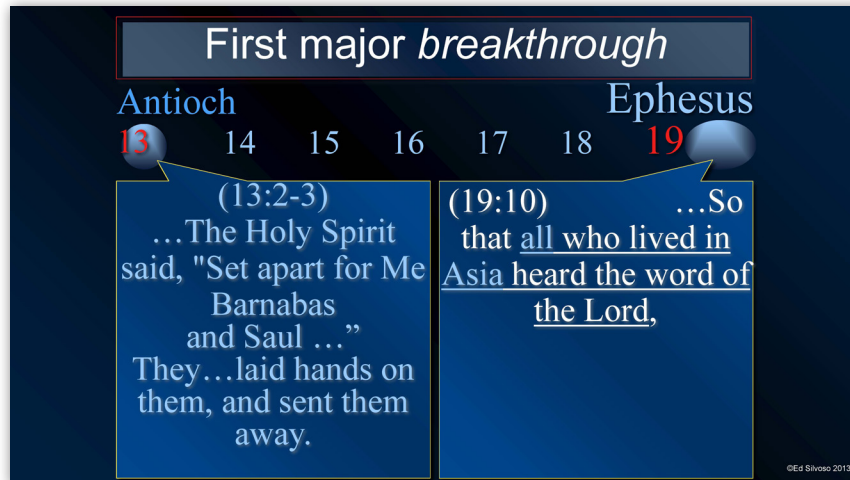 First major breakthrough
Antioch Ephesus
13 14 15 16 17 18 19
(13:2-3)
…The Holy Spirit
said, "Set apart for Me
Barnabas
and Saul …”
They…laid hands on
them, and sent them
away.
(19:10) …So
that all who lived in
Asia heard the word of
the Lord,
©Ed Silvoso 2013